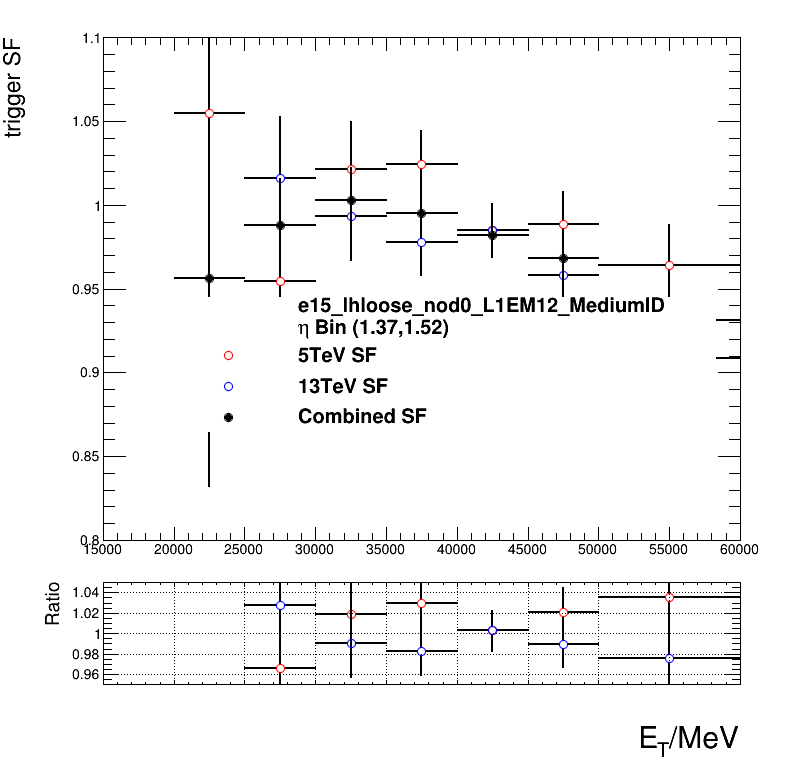 trigger SF
1.1
1.05
1
0.95
0.9
0.85
0.8
e15_lhloose_nod0_L1EM12_MediumID
η Bin (1.37,1.52)
5TeV SF
13TeV SF
Combined SF
15000 20000 25000 30000 35000 40000 45000 50000 55000 60000
Ratio
1.04
1.02
1
0.98
0.96
E_T/MeV